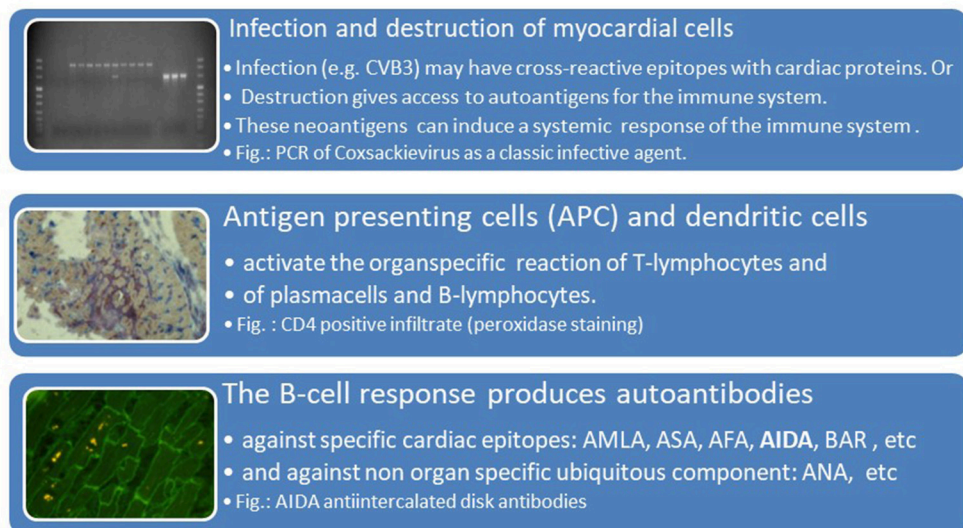 Infection and destruction of myocardial cells
• Infection (e.g. CVB3) may have cross-reactive epitopes with cardiac proteins. Or
• Destruction gives access to autoantigens for the immune system.
• These neoantigens can induce a systemic response of the immune system .
• Fig.: PCR of Coxsackievirus as a classic infective agent.
Antigen presenting cells (APC) and dendritic cells
• activate the organspecific reaction of T-lymphocytes and
• of plasmacells and B-lymphocytes.
• Fig. : CD4 positive infiltrate (peroxidase staining)
The B-cell response produces autoantibodies
• against specific cardiac epitopes: AMLA, ASA, AFA, AIDA, BAR , etc
• and against non organ specific ubiquitous component: ANA, etc
• Fig.: AIDA antiintercalated disk antibodies